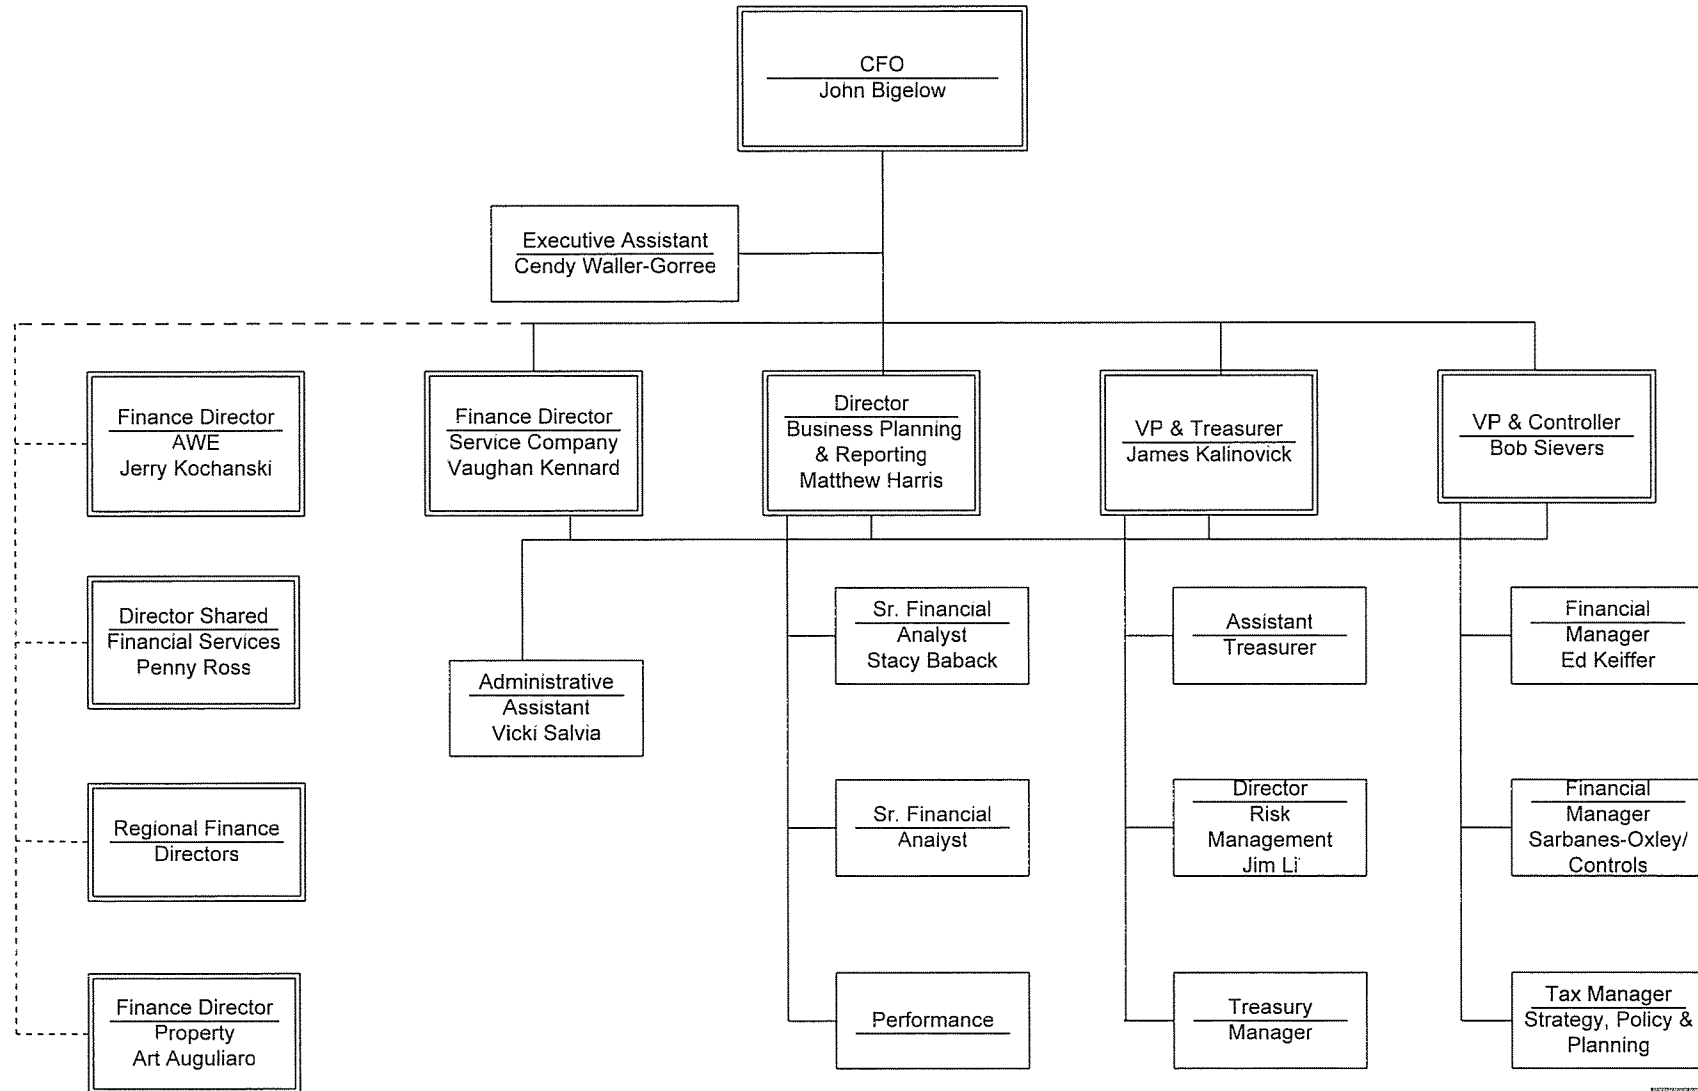 CFO
John Bigelow
Executive Assistant
Cendy Waller-Gorree
Finance Director
AWE
Jerry Kochanski
Finance Director
Service Company
Vaughan Kennard
Director
Business Planning
& Reporting
Matthew Harris
VP & Treasurer
James Kalinovick
VP & Controller
Bob Sievers
Director Shared
Financial Services
Penny Ross
Administrative
Assistant
Vicki Salvia
Sr. Financial
Analyst
Stacy Baback
Assistant
Treasurer
Financial
Manager
Ed Keiffer
Regional Finance
Directors
Sr. Financial
Analyst
Director
Risk
Management
Jim Li
Financial
Manager
Sarbanes-Oxley/
Controls
Finance Director
Property
Art Auguliaro
Performance
Treasury
Manager
Tax Manager
Strategy, Policy &
Planning